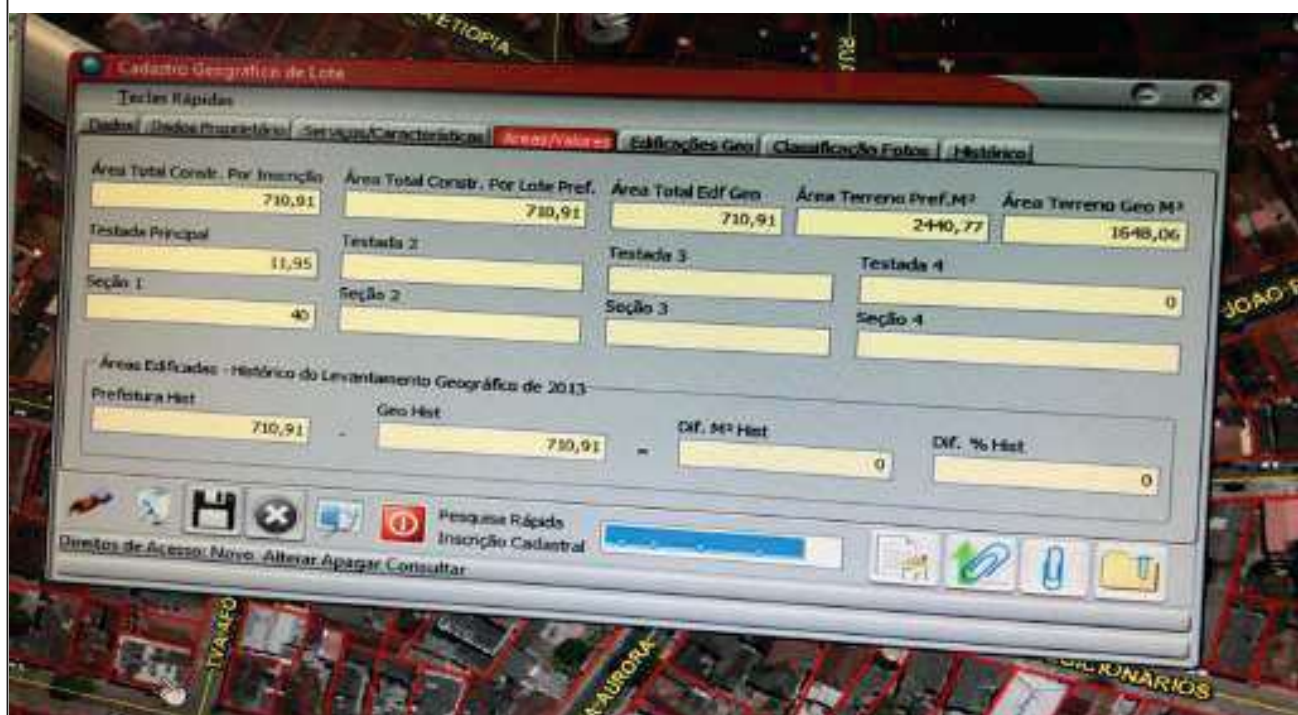 ETIOPIA
RUA
Cadastro Geográfico de Lote
Teclas Rápidas
Dados Dados Proprietário Serviços/Características Áreas/Valores Edificações Geo Classificação Fotos Histórico
Área Total Constr. Por Inscrição Área Total Constr. Por Lote Pref. Área Total Edf Geo Área Terreno Pref.M² Área Terreno Geo M²
710,91 710,91 710,91 2440,77 1648,06
Testada Principal Testada 2 Testada 3 Testada 4
11,95 0
Seção 1 Seção 2 Seção 3 Seção 4
40
JOAO
Áreas Edificadas - Histórico do Levantamento Geográfico de 2013
Prefeitura Hist Geo Hist Dif. M² Hist Dif. % Hist
710,91 - 710,91 = 0 0
Pesquisa Rápida
Inscrição Cadastral
Direitos de Acesso: Novo Alterar Apagar Consultar
AURORA